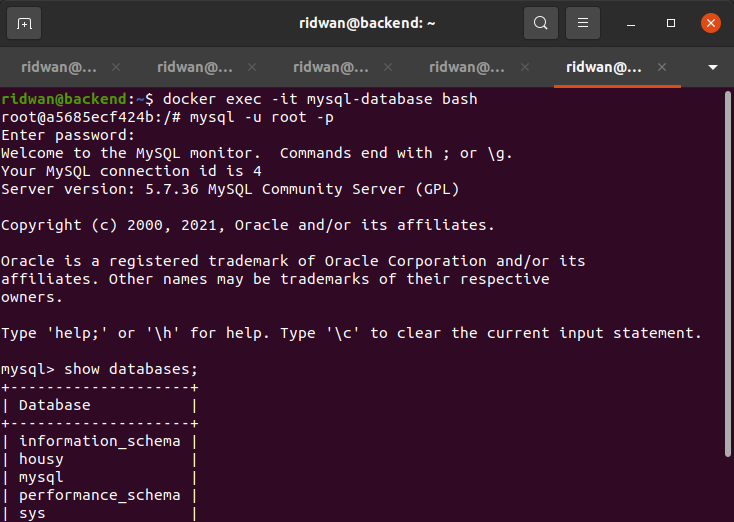 ridwan@backend: ~
ridwan@... ridwan@... ridwan@... ridwan@... ridwan@...
ridwan@backend:~$ docker exec -it mysql-database bash
root@a5685ecf424b:/# mysql -u root -p
Enter password:
Welcome to the MySQL monitor.  Commands end with ; or \g.
Your MySQL connection id is 4
Server version: 5.7.36 MySQL Community Server (GPL)

Copyright (c) 2000, 2021, Oracle and/or its affiliates.

Oracle is a registered trademark of Oracle Corporation and/or its
affiliates. Other names may be trademarks of their respective
owners.

Type 'help;' or '\h' for help. Type '\c' to clear the current input statement.

mysql> show databases;
+--------------------+
| Database           |
+--------------------+
| information_schema |
| housy              |
| mysql              |
| performance_schema |
| sys                |